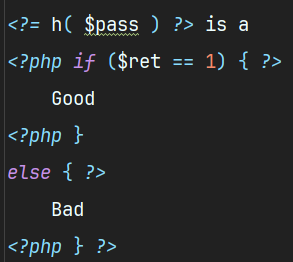 <?= h( $pass ) ?> is a
<?php if ($ret == 1) { ?>
    Good
<?php }
else { ?>
    Bad
<?php } ?>